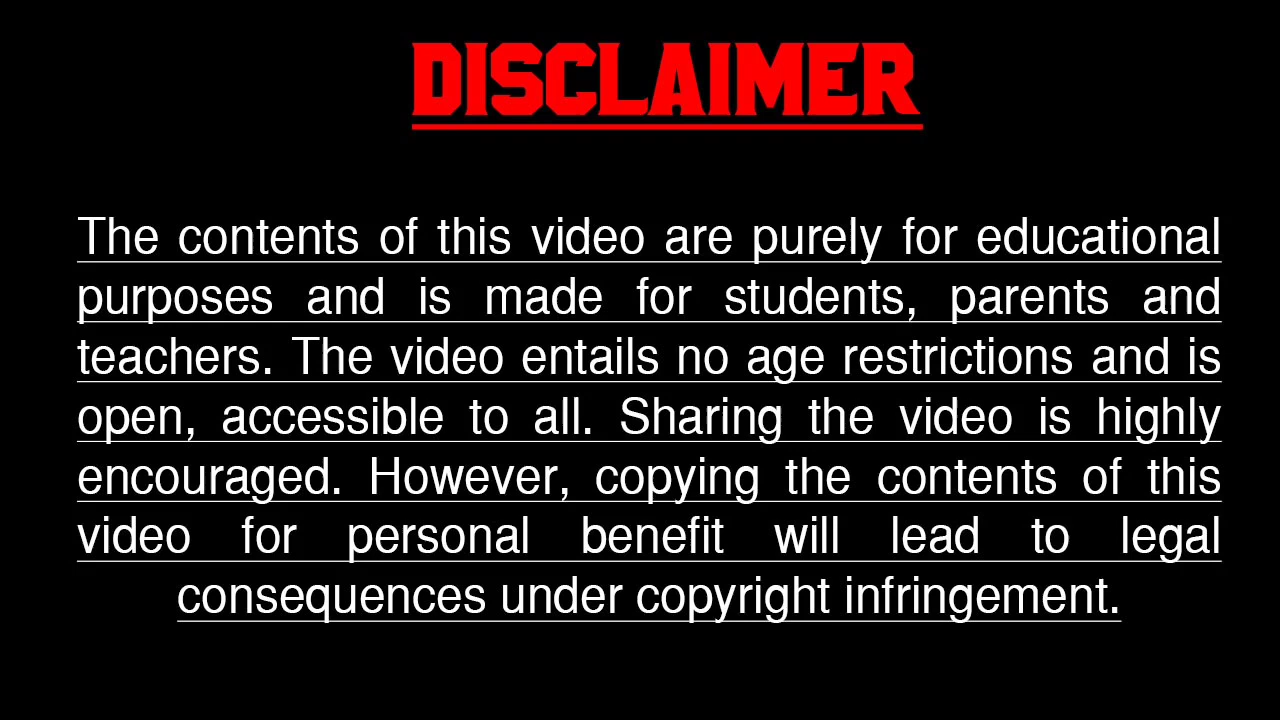 DISCLAIMER
The contents of this video are purely for educational
purposes and is made for students, parents and
teachers. The video entails no age restrictions and is
open, accessible to all. Sharing the video is highly
encouraged. However, copying the contents of this
video for personal benefit will lead to legal
consequences under copyright infringement.